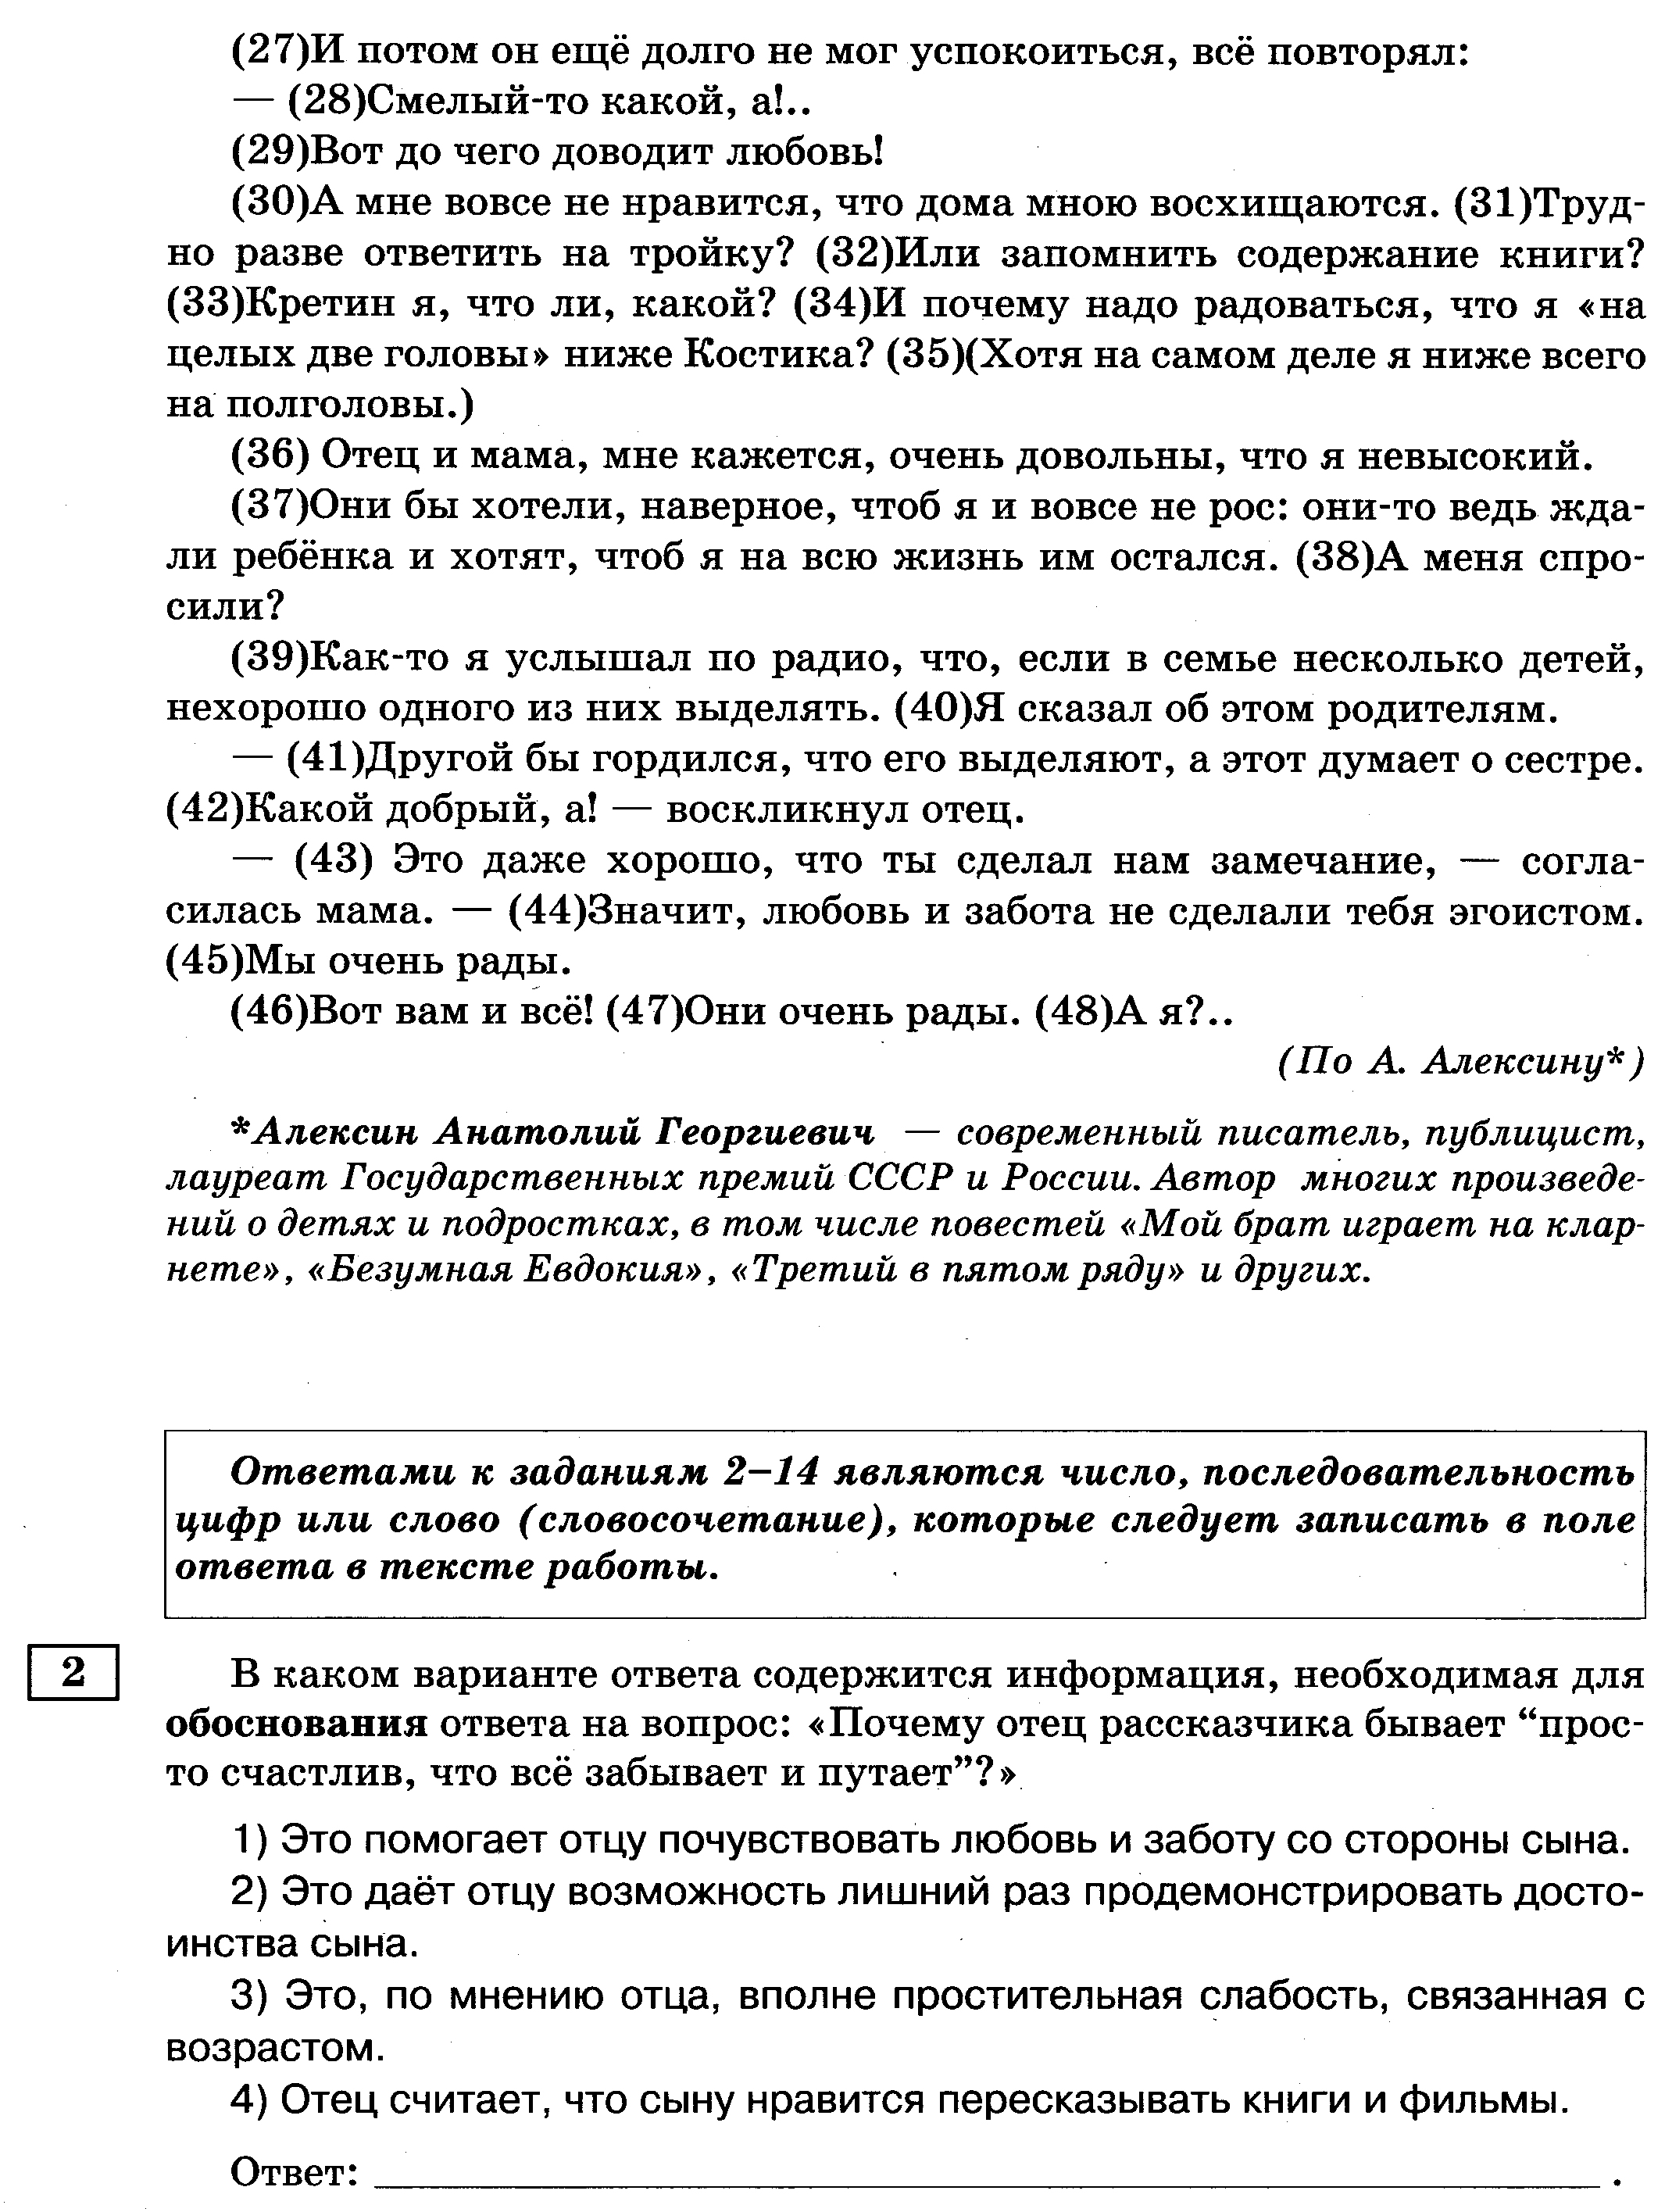 (27)И потом он ещё долго не мог успокоиться, всё повторял:
— (28)Смелый-то какой, а!..
(29)Вот до чего доводит любовь!
(30)А мне вовсе не нравится, что дома мною восхищаются. (31)Труд-
но разве ответить на тройку? (32)Или запомнить содержание книги?
(33)Кретин я, что ли, какой? (34)И почему надо радоваться, что я «на
целых две головы» ниже Костика? (35)(Хотя на самом деле я ниже всего
на полголовы.)
(36) Отец и мама, мне кажется, очень довольны, что я невысокий.
(37)Они бы хотели, наверное, чтоб я и вовсе не рос: они-то ведь жда-
ли ребёнка и хотят, чтоб я на всю жизнь им остался. (38)А меня спро-
сили?
(39)Как-то я услышал по радио, что, если в семье несколько детей,
нехорошо одного из них выделять. (40)Я сказал об этом родителям.
— (41)Другой бы гордился, что его выделяют, а этот думает о сестре.
(42)Какой добрый, а! — воскликнул отец.
— (43) Это даже хорошо, что ты сделал нам замечание, — согла-
силась мама. — (44)Значит, любовь и забота не сделали тебя эгоистом.
(45)Мы очень рады.
(46)Вот вам и всё! (47)Они очень рады. (48)А я?..
(По А. Алексину*)
*Алексин Анатолий Георгиевич — современный писатель, публицист,
лауреат Государственных премий СССР и России. Автор многих произведе-
ний о детях и подростках, в том числе повестей «Мой брат играет на клар-
нете», «Безумная Евдокия», «Третий в пятом ряду» и других.
Ответами к заданиям 2–14 являются число, последовательность
цифр или слово (словосочетание), которые следует записать в поле
ответа в тексте работы.
2
В каком варианте ответа содержится информация, необходимая для
обоснования ответа на вопрос: «Почему отец рассказчика бывает “прос-
то счастлив, что всё забывает и путает”?»
1) Это помогает отцу почувствовать любовь и заботу со стороны сына.
2) Это даёт отцу возможность лишний раз продемонстрировать досто-
инства сына.
3) Это, по мнению отца, вполне простительная слабость, связанная с
возрастом.
4) Отец считает, что сыну нравится пересказывать книги и фильмы.
Ответ: ______________________________ .